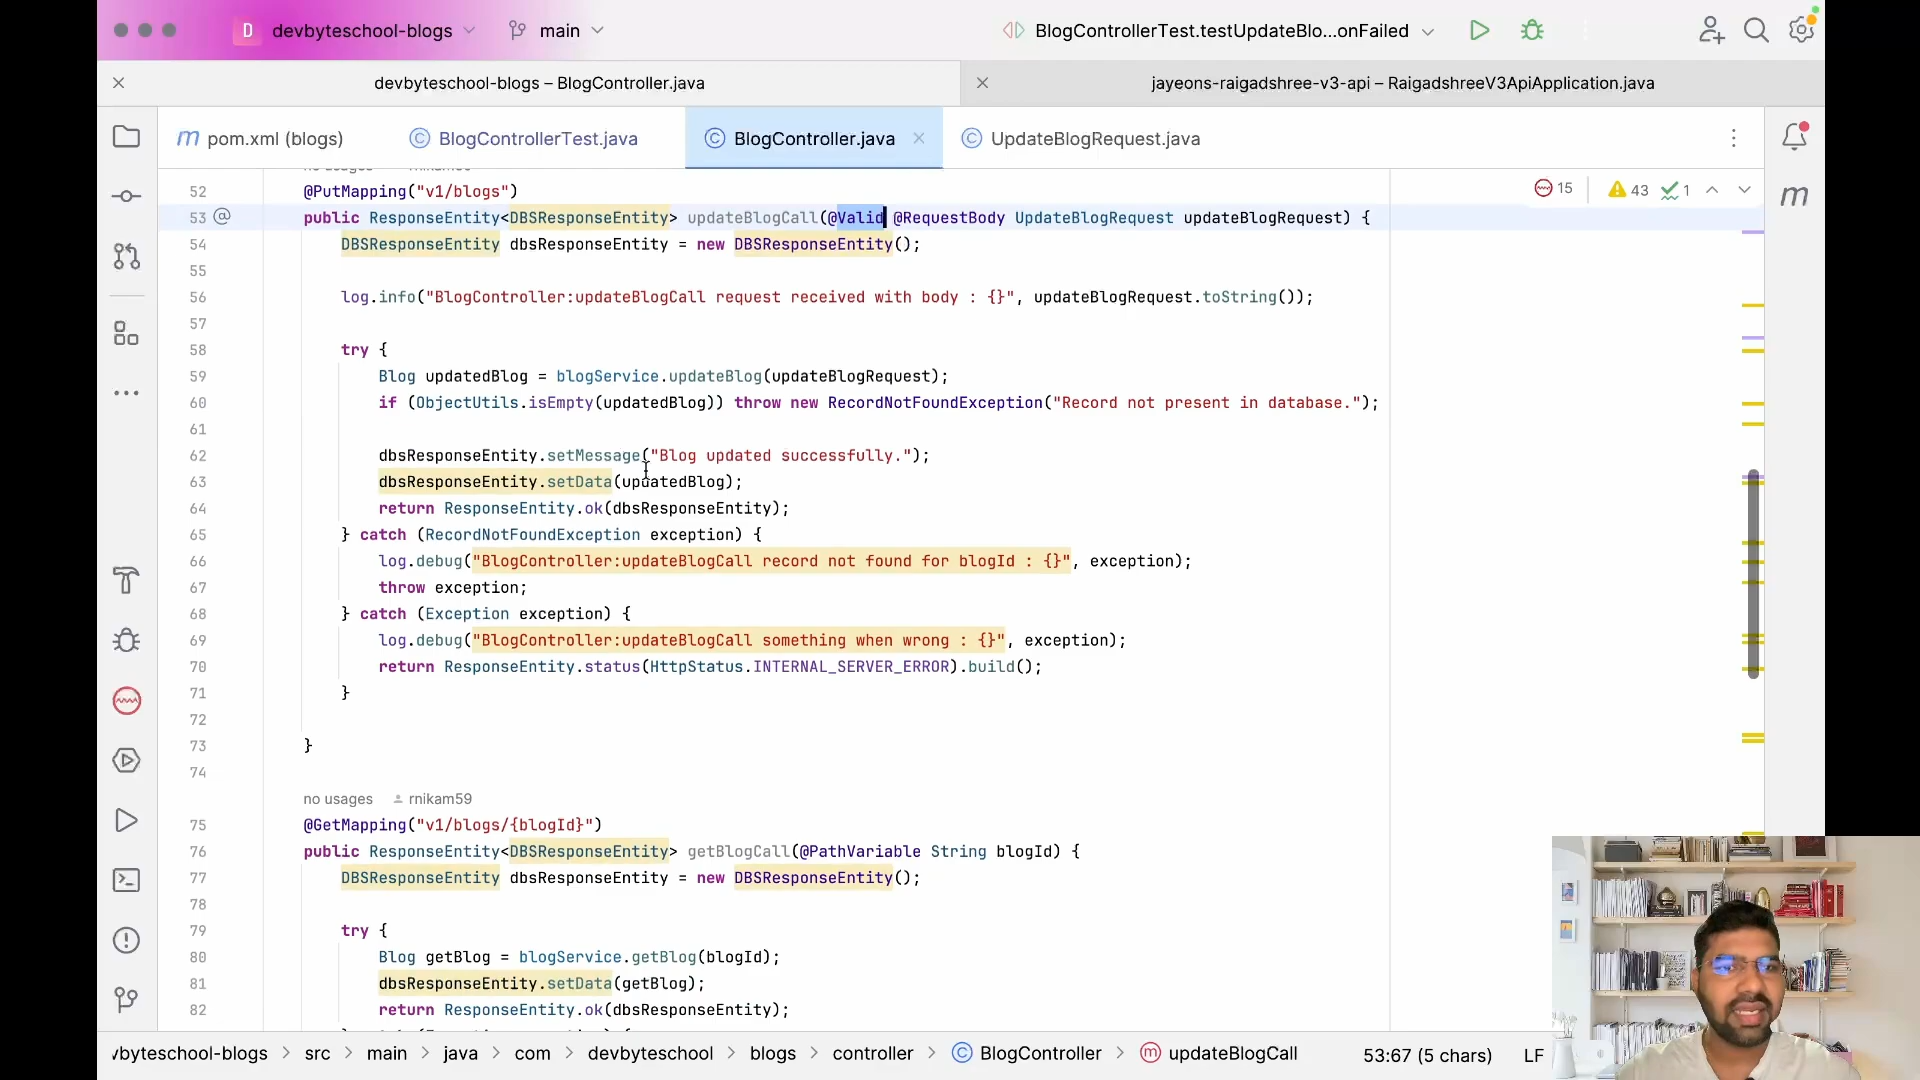 D devbyteschool-blogs main BlogControllerTest.testUpdateBlo...onFailed
devbyteschool-blogs – BlogController.java jayeons-raigadshree-v3-api – RaigadshreeV3ApiApplication.java
m pom.xml (blogs) BlogControllerTest.java BlogController.java UpdateBlogRequest.java
15 43 1
52 @PutMapping("v1/blogs")
53 public ResponseEntity<DBSResponseEntity> updateBlogCall(@Valid @RequestBody UpdateBlogRequest updateBlogRequest) {
54 DBSResponseEntity dbsResponseEntity = new DBSResponseEntity();
55
56 log.info("BlogController:updateBlogCall request received with body : {}", updateBlogRequest.toString());
57
58 try {
59 Blog updatedBlog = blogService.updateBlog(updateBlogRequest);
60 if (ObjectUtils.isEmpty(updatedBlog)) throw new RecordNotFoundException("Record not present in database.");
61
62 dbsResponseEntity.setMessage("Blog updated successfully.");
63 dbsResponseEntity.setData(updatedBlog);
64 return ResponseEntity.ok(dbsResponseEntity);
65 } catch (RecordNotFoundException exception) {
66 log.debug("BlogController:updateBlogCall record not found for blogId : {}", exception);
67 throw exception;
68 } catch (Exception exception) {
69 log.debug("BlogController:updateBlogCall something when wrong : {}", exception);
70 return ResponseEntity.status(HttpStatus.INTERNAL_SERVER_ERROR).build();
71 }
72
73 }
74
no usages rnikam59
75 @GetMapping("v1/blogs/{blogId}")
76 public ResponseEntity<DBSResponseEntity> getBlogCall(@PathVariable String blogId) {
77 DBSResponseEntity dbsResponseEntity = new DBSResponseEntity();
78
79 try {
80 Blog getBlog = blogService.getBlog(blogId);
81 dbsResponseEntity.setData(getBlog);
82 return ResponseEntity.ok(dbsResponseEntity);
byteschool-blogs > src > main > java > com > devbyteschool > blogs > controller > BlogController > updateBlogCall 53:67 (5 chars) LF